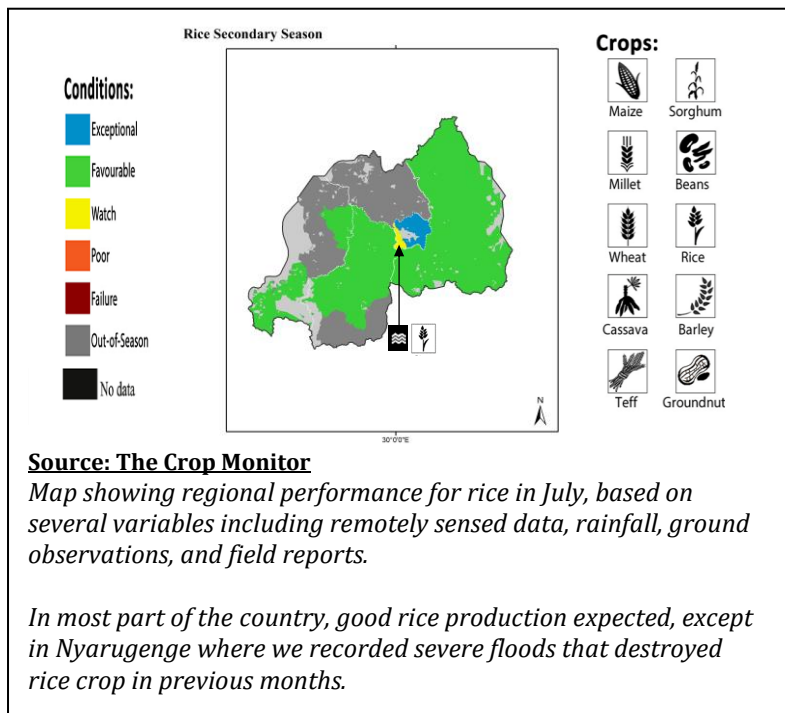 Rice Secondary Season
Conditions:
Exceptional
Favourable
Watch
Poor
Failure
Out-of-Season
No data
N
30°0'0"E
Crops:
Maize Sorghum
Millet Beans
Wheat Rice
Cassava Barley
Teff Groundnut
Source: The Crop Monitor
Map showing regional performance for rice in July, based on
several variables including remotely sensed data, rainfall, ground
observations, and field reports.
In most part of the country, good rice production expected, except
in Nyarugenge where we recorded severe floods that destroyed
rice crop in previous months.